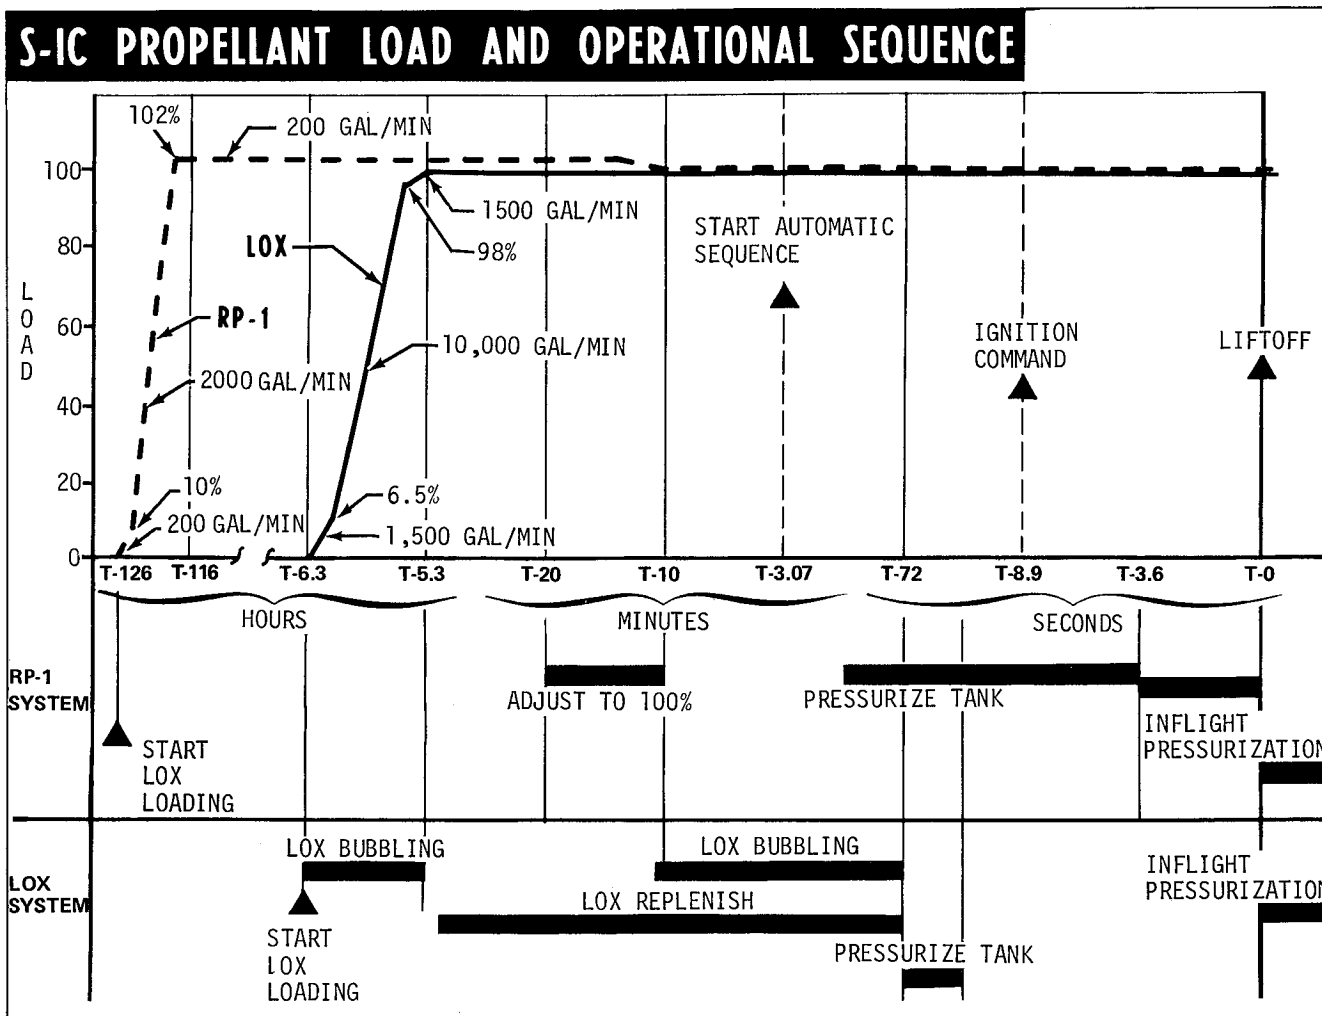 S-IC PROPELLANT LOAD AND OPERATIONAL SEQUENCE
102%
200 GAL/MIN
100
80
60
40
20
0
LOAD
LOX
RP-1
1500 GAL/MIN
98%
10,000 GAL/MIN
2000 GAL/MIN
10%
200 GAL/MIN
6.5%
1,500 GAL/MIN
START AUTOMATIC
SEQUENCE
IGNITION
COMMAND
LIFTOFF
T-126 T-116 T-6.3 T-5.3 T-20 T-10 T-3.07 T-72 T-8.9 T-3.6 T-0
HOURS MINUTES SECONDS
RP-1
SYSTEM
START
LOX
LOADING
ADJUST TO 100%
PRESSURIZE TANK
INFLIGHT
PRESSURIZATION
LOX
SYSTEM
LOX BUBBLING
START
LOX
LOADING
LOX BUBBLING
LOX REPLENISH
PRESSURIZE TANK
INFLIGHT
PRESSURIZATION